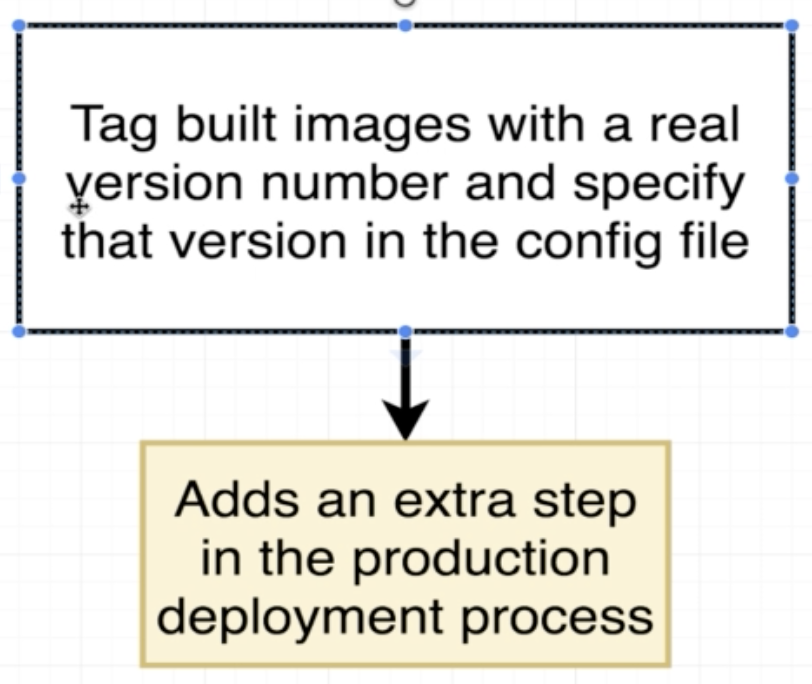 Tag built images with a real
version number and specify
that version in the config file
Adds an extra step
in the production
deployment process